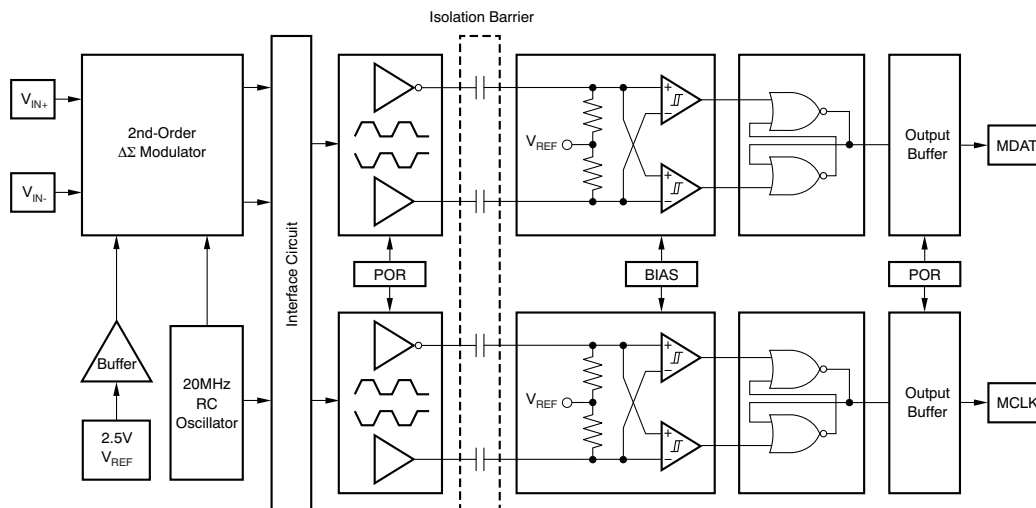 Isolation Barrier
V_IN+
V_IN-
2nd-Order
ΔΣ Modulator
Buffer
2.5V
V_REF
20MHz
RC
Oscillator
Interface Circuit
POR
V_REF
+
−
+
−
BIAS
V_REF
+
−
+
−
Output
Buffer
MDAT
POR
Output
Buffer
MCLK